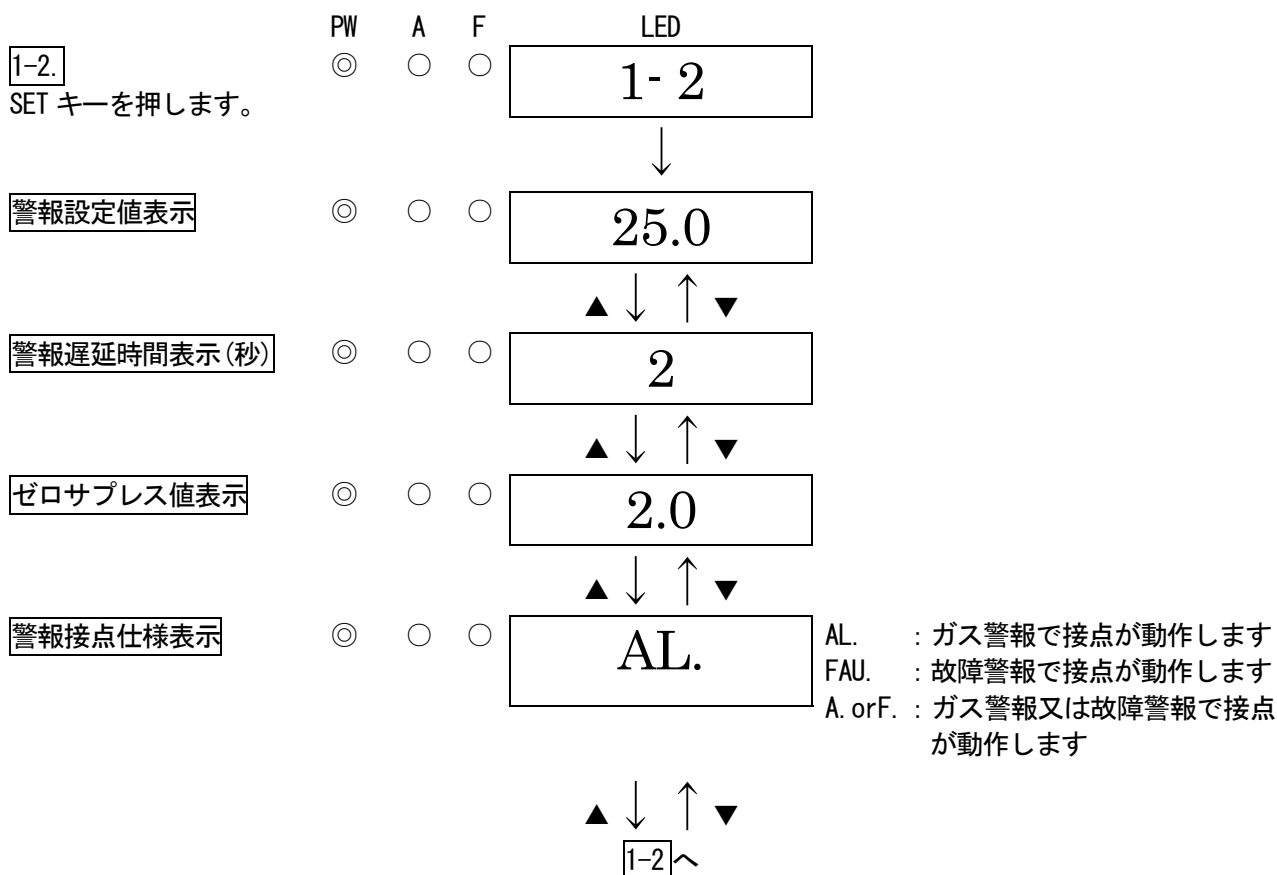 PW A F LED
1-2. ◎ ○ ○ 1- 2
SET キーを押します。
↓
警報設定値表示 ◎ ○ ○ 25.0
▲ ↓ ↑ ▼
警報遅延時間表示(秒) ◎ ○ ○ 2
▲ ↓ ↑ ▼
ゼロサプレス値表示 ◎ ○ ○ 2.0
▲ ↓ ↑ ▼
警報接点仕様表示 ◎ ○ ○ AL.
AL. : ガス警報で接点が動作します
FAU. : 故障警報で接点が動作します
A.orF. : ガス警報又は故障警報で接点
が動作します
▲ ↓ ↑ ▼
1-2 へ